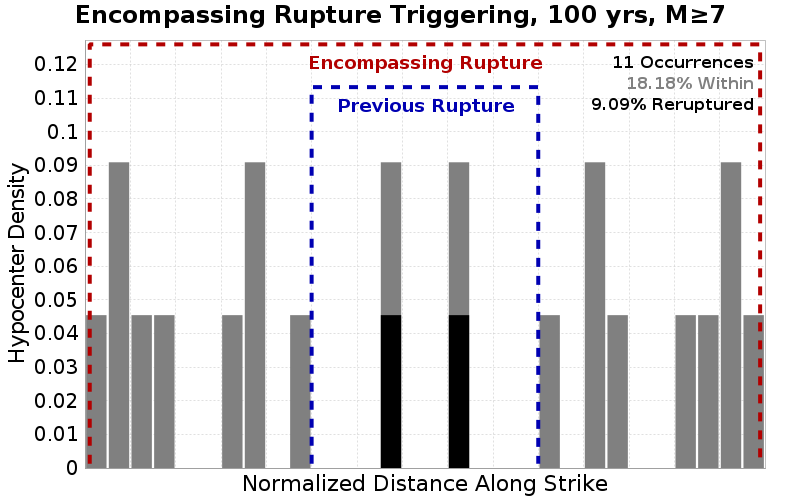 Encompassing Rupture Triggering, 100 yrs, M≥7
Encompassing Rupture
11 Occurrences
18.18% Within
9.09% Reruptured
Previous Rupture
Hypocenter Density
0.12
0.11
0.1
0.09
0.08
0.07
0.06
0.05
0.04
0.03
0.02
0.01
0
Normalized Distance Along Strike